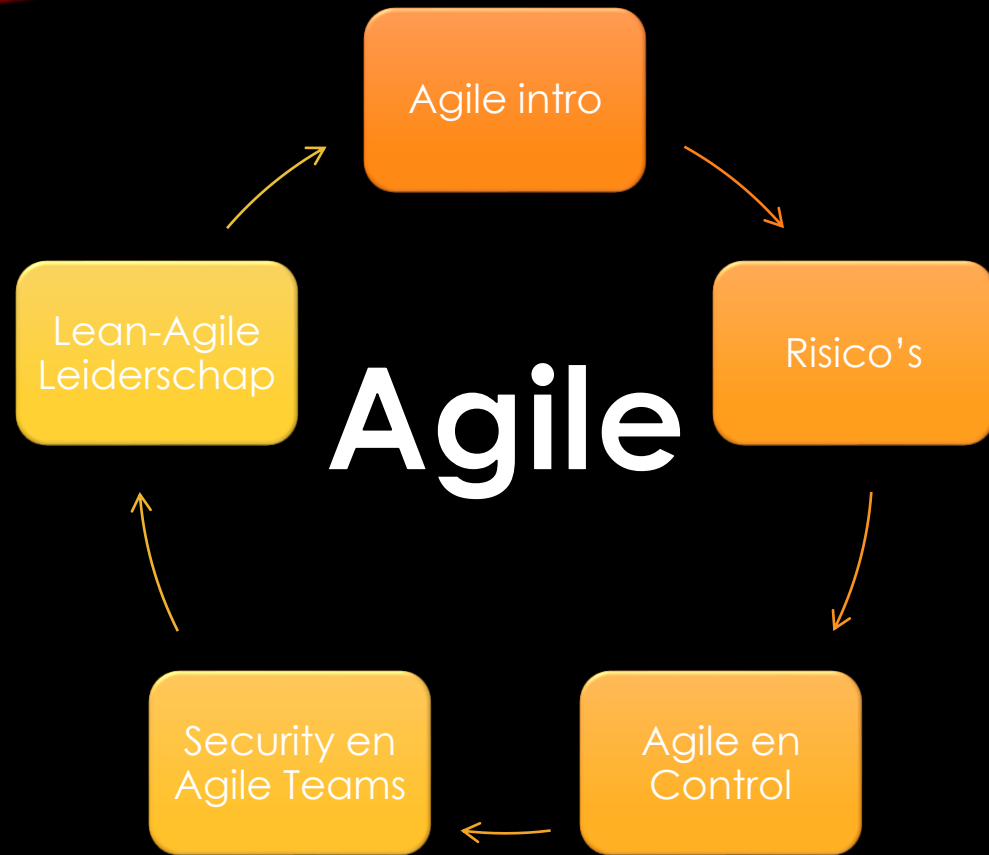 Agile intro
Risico’s
Agile en
Control
Security en
Agile Teams
Lean-Agile
Leiderschap
Agile